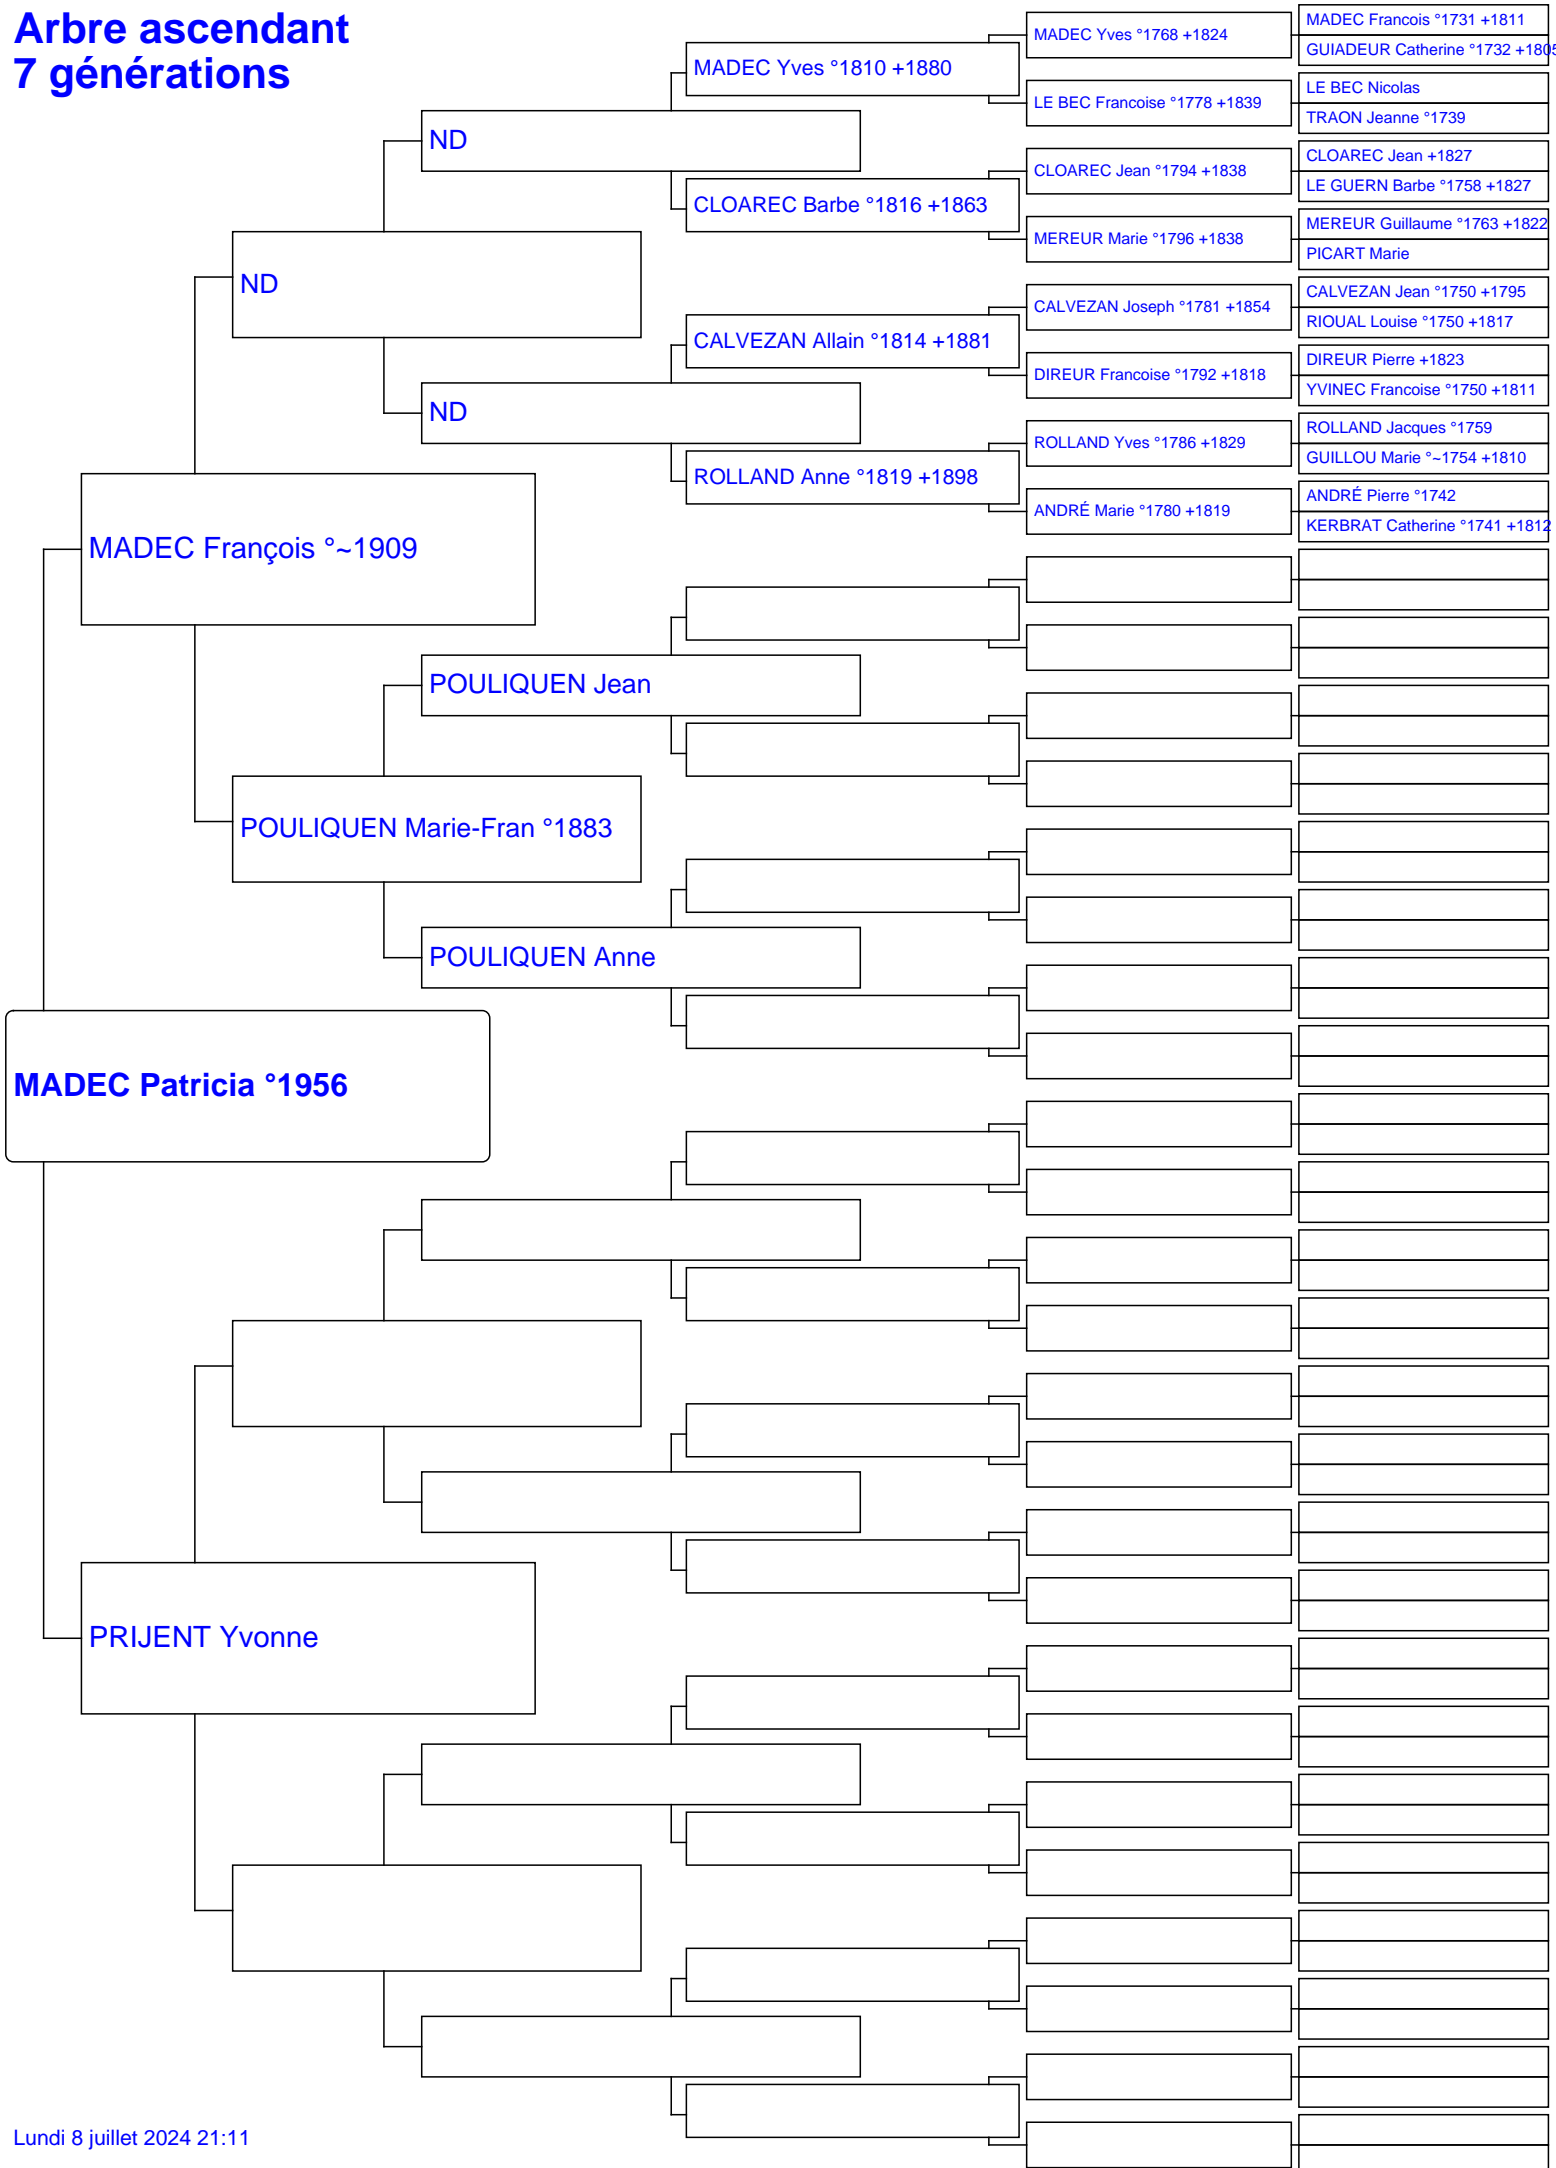 Arbre ascendant
7 générations
MADEC Patricia °1956
MADEC François °~1909
PRIJENT Yvonne
ND
POULIQUEN Marie-Fran °1883
ND
ND
POULIQUEN Jean
POULIQUEN Anne
MADEC Yves °1810 +1880
CLOAREC Barbe °1816 +1863
CALVEZAN Allain °1814 +1881
ROLLAND Anne °1819 +1898
MADEC Yves °1768 +1824
LE BEC Francoise °1778 +1839
CLOAREC Jean °1794 +1838
MEREUR Marie °1796 +1838
CALVEZAN Joseph °1781 +1854
DIREUR Francoise °1792 +1818
ROLLAND Yves °1786 +1829
ANDRÉ Marie °1780 +1819
MADEC Francois °1731 +1811
GUIADEUR Catherine °1732 +1805
LE BEC Nicolas
TRAON Jeanne °1739
CLOAREC Jean +1827
LE GUERN Barbe °1758 +1827
MEREUR Guillaume °1763 +1822
PICART Marie
CALVEZAN Jean °1750 +1795
RIOUAL Louise °1750 +1817
DIREUR Pierre +1823
YVINEC Francoise °1750 +1811
ROLLAND Jacques °1759
GUILLOU Marie °~1754 +1810
ANDRÉ Pierre °1742
KERBRAT Catherine °1741 +1812
Lundi 8 juillet 2024 21:11